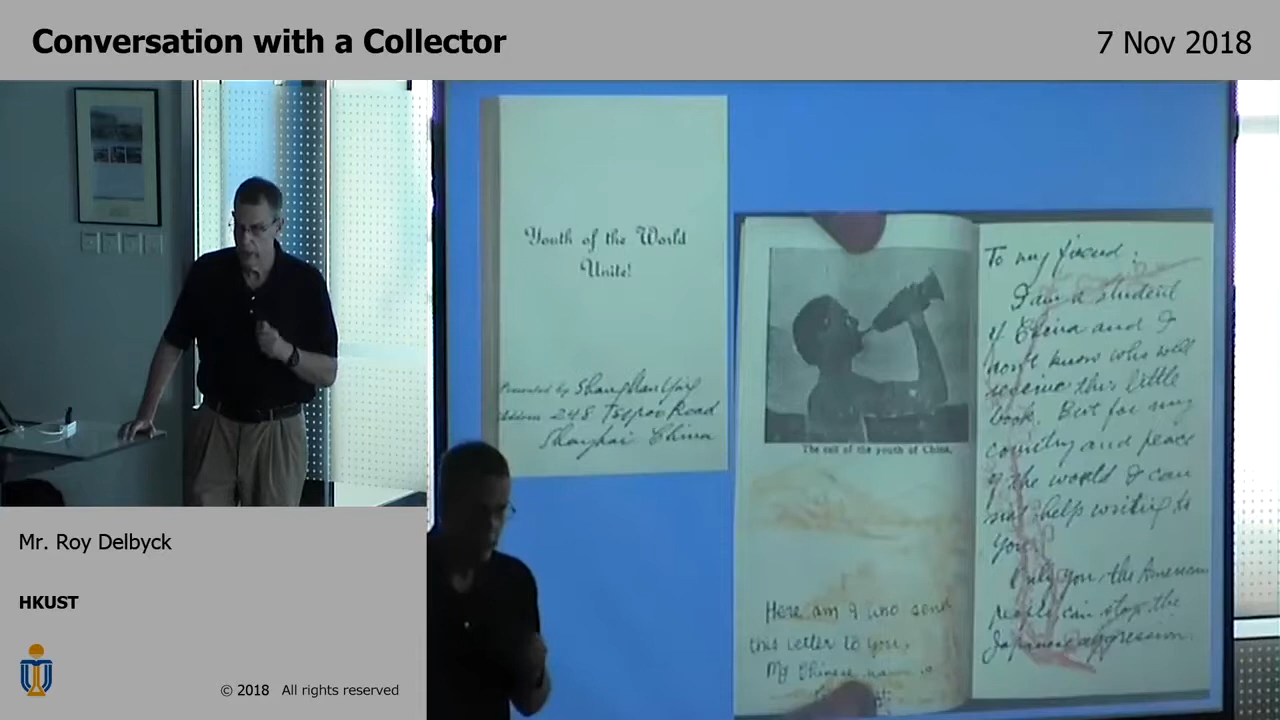 Conversation with a Collector
7 Nov 2018
Youth of the World
Unite!
Presented by
Address 248 Road
Shanghai China
The call of the youth of China.
Here am I who send
this letter to you.
My Chinese name is
To my friend:
I am a student
of China and I
don't know who will
receive this little
book. But for my
country and peace
of the world I can
not help writing to
you.
Only you, the American
people can stop the
Japanese aggression.
Mr. Roy Delbyck
HKUST
© 2018 All rights reserved